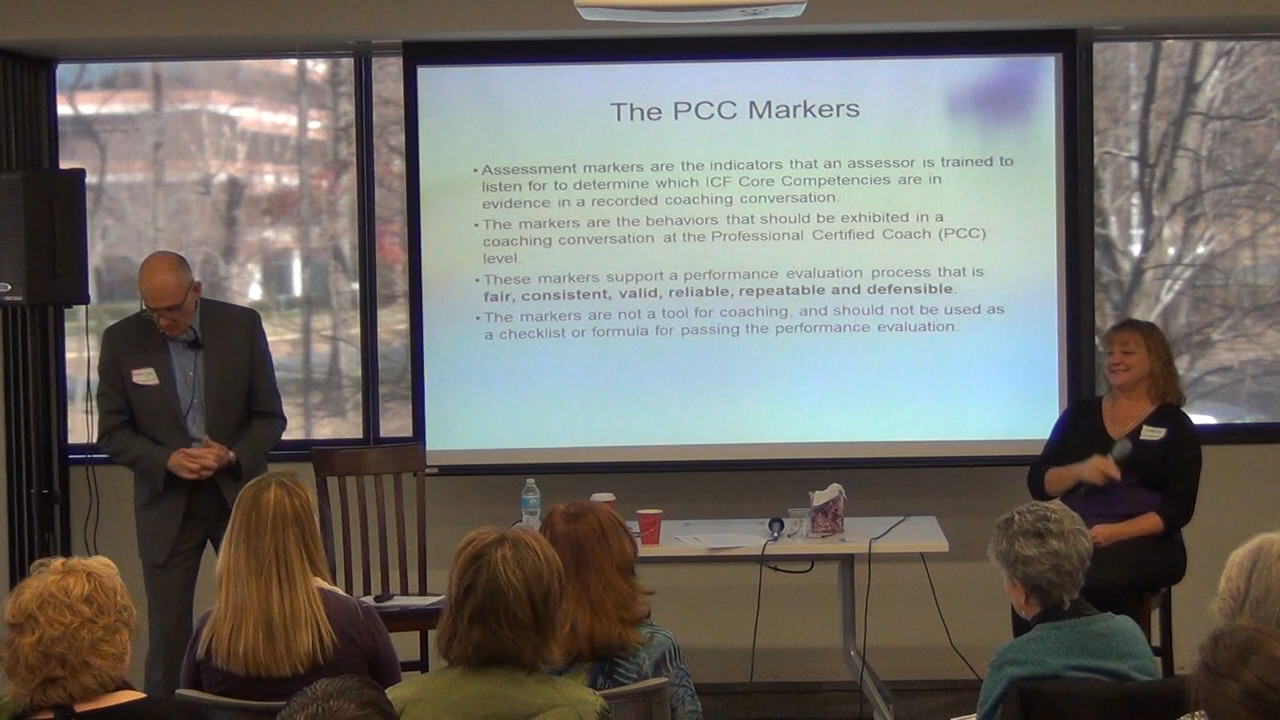 The PCC Markers
• Assessment markers are the indicators that an assessor is trained to
listen for to determine which ICF Core Competencies are in
evidence in a recorded coaching conversation.
• The markers are the behaviors that should be exhibited in a
coaching conversation at the Professional Certified Coach (PCC)
level.
• These markers support a performance evaluation process that is
fair, consistent, valid, reliable, repeatable and defensible.
• The markers are not a tool for coaching, and should not be used as
a checklist or formula for passing the performance evaluation.